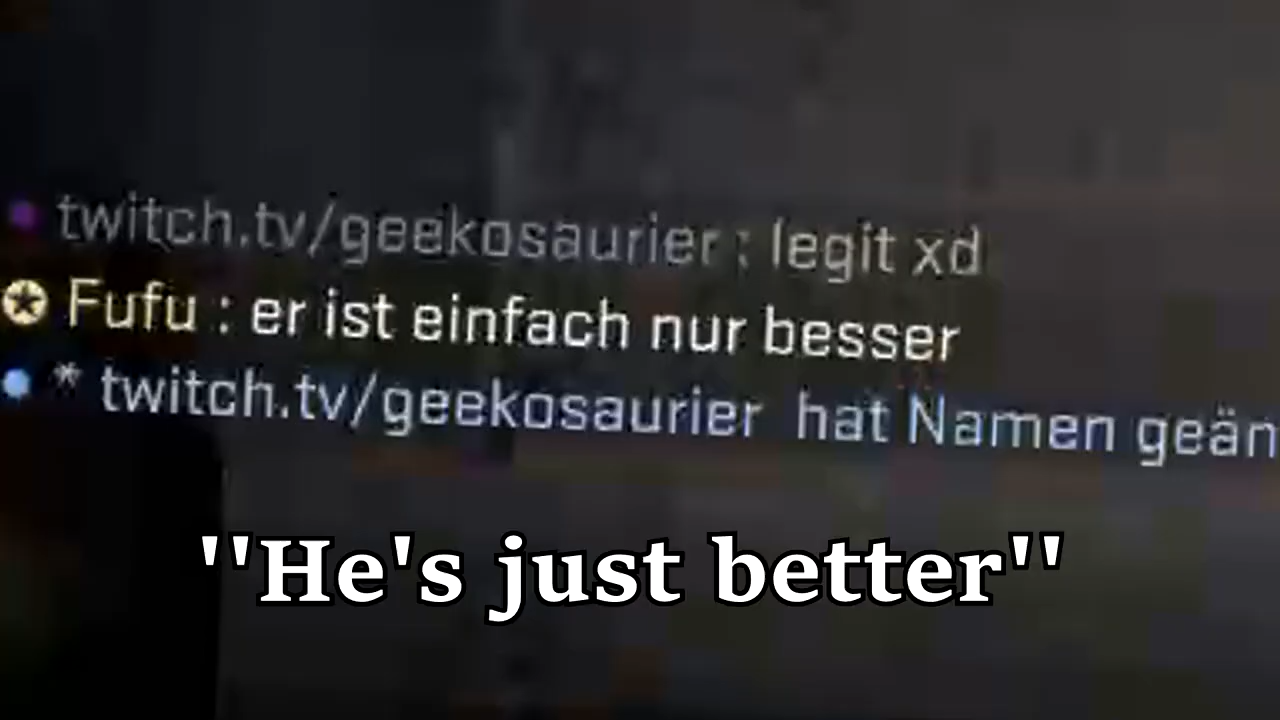 twitch.tv/geekosaurier : legit xd
Fufu : er ist einfach nur besser
* twitch.tv/geekosaurier hat Namen geän
''He's just better''